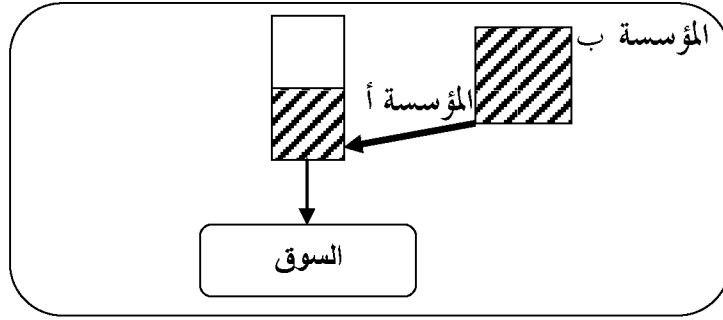 المؤسسة ب
المؤسسة أ
السوق